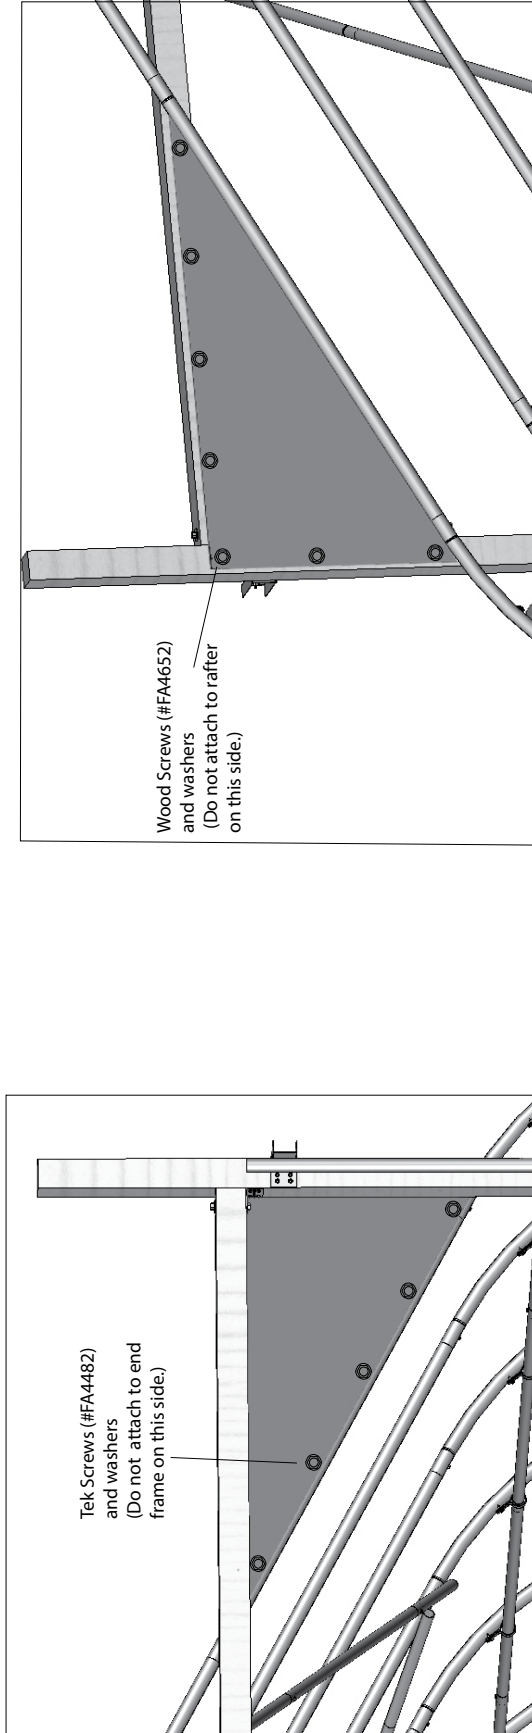 Wood Screws (#FA4652)
and washers
(Do not attach to rafter
on this side.)
Tek Screws (#FA4482)
and washers
(Do not attach to end
frame on this side.)